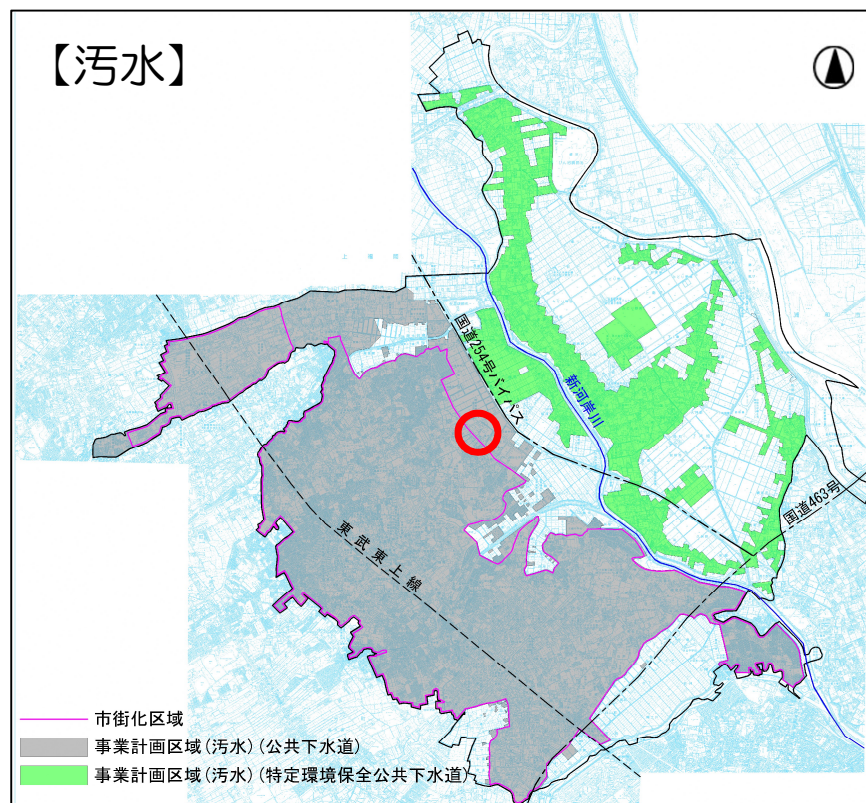 【汚水】
国道254号バイパス
新河岸川
国道463号
東武東上線
市街化区域
事業計画区域(汚水)(公共下水道)
事業計画区域(汚水)(特定環境保全公共下水道)